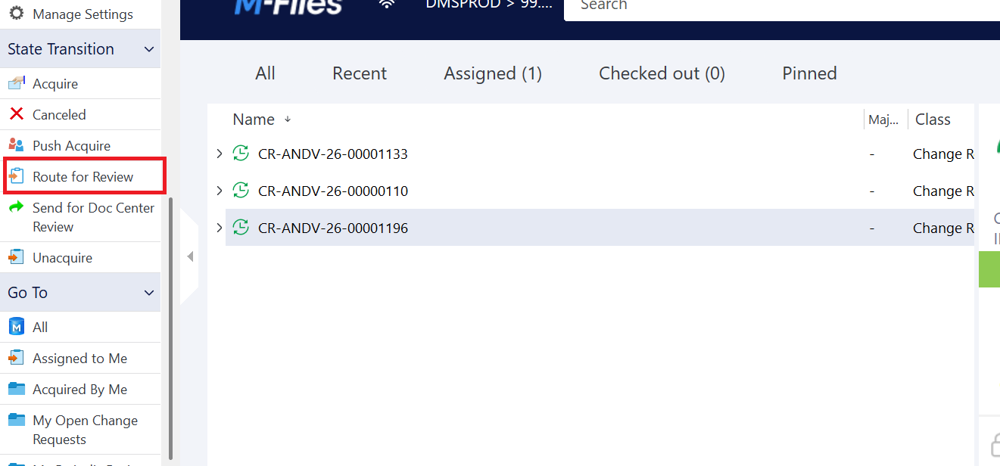 Manage Settings
State Transition
Acquire
Canceled
Push Acquire
Route for Review
Send for Doc Center
Review
Unacquire
Go To
All
Assigned to Me
Acquired By Me
My Open Change
Requests
M-Files
DMSPROD > 99....
Search
All Recent Assigned (1) Checked out (0) Pinned
Name Maj... Class
CR-ANDV-26-00001133 - Change R
CR-ANDV-26-00000110 - Change R
CR-ANDV-26-00001196 - Change R